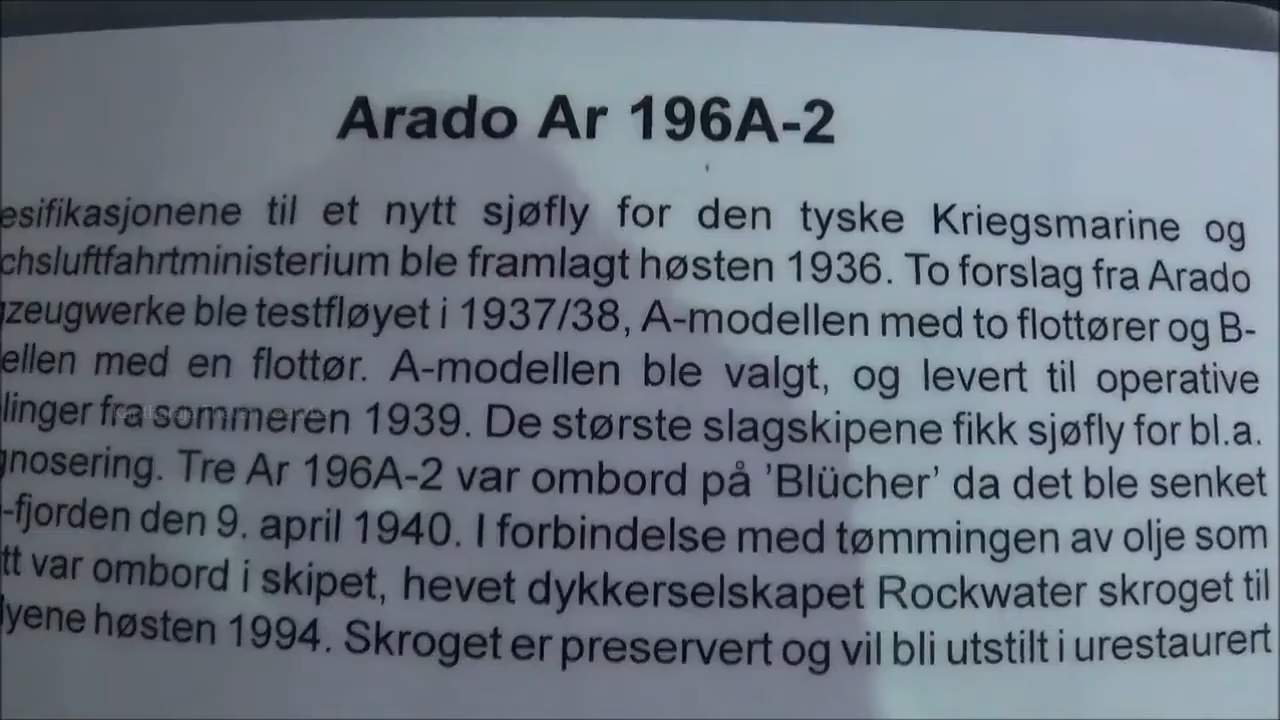 Arado Ar 196A-2
esifikasjonene til et nytt sjøfly for den tyske Kriegsmarine og
chsluftfahrtministerium ble framlagt høsten 1936. To forslag fra Arado
gzeugwerke ble testfløyet i 1937/38, A-modellen med to flottører og B-
ellen med en flottør. A-modellen ble valgt, og levert til operative
linger fra sommeren 1939. De største slagskipene fikk sjøfly for bl.a.
gnosering. Tre Ar 196A-2 var ombord på 'Blücher' da det ble senket
-fjorden den 9. april 1940. I forbindelse med tømmingen av olje som
tt var ombord i skipet, hevet dykkerselskapet Rockwater skroget til
lyene høsten 1994. Skroget er preservert og vil bli utstilt i urestaurert